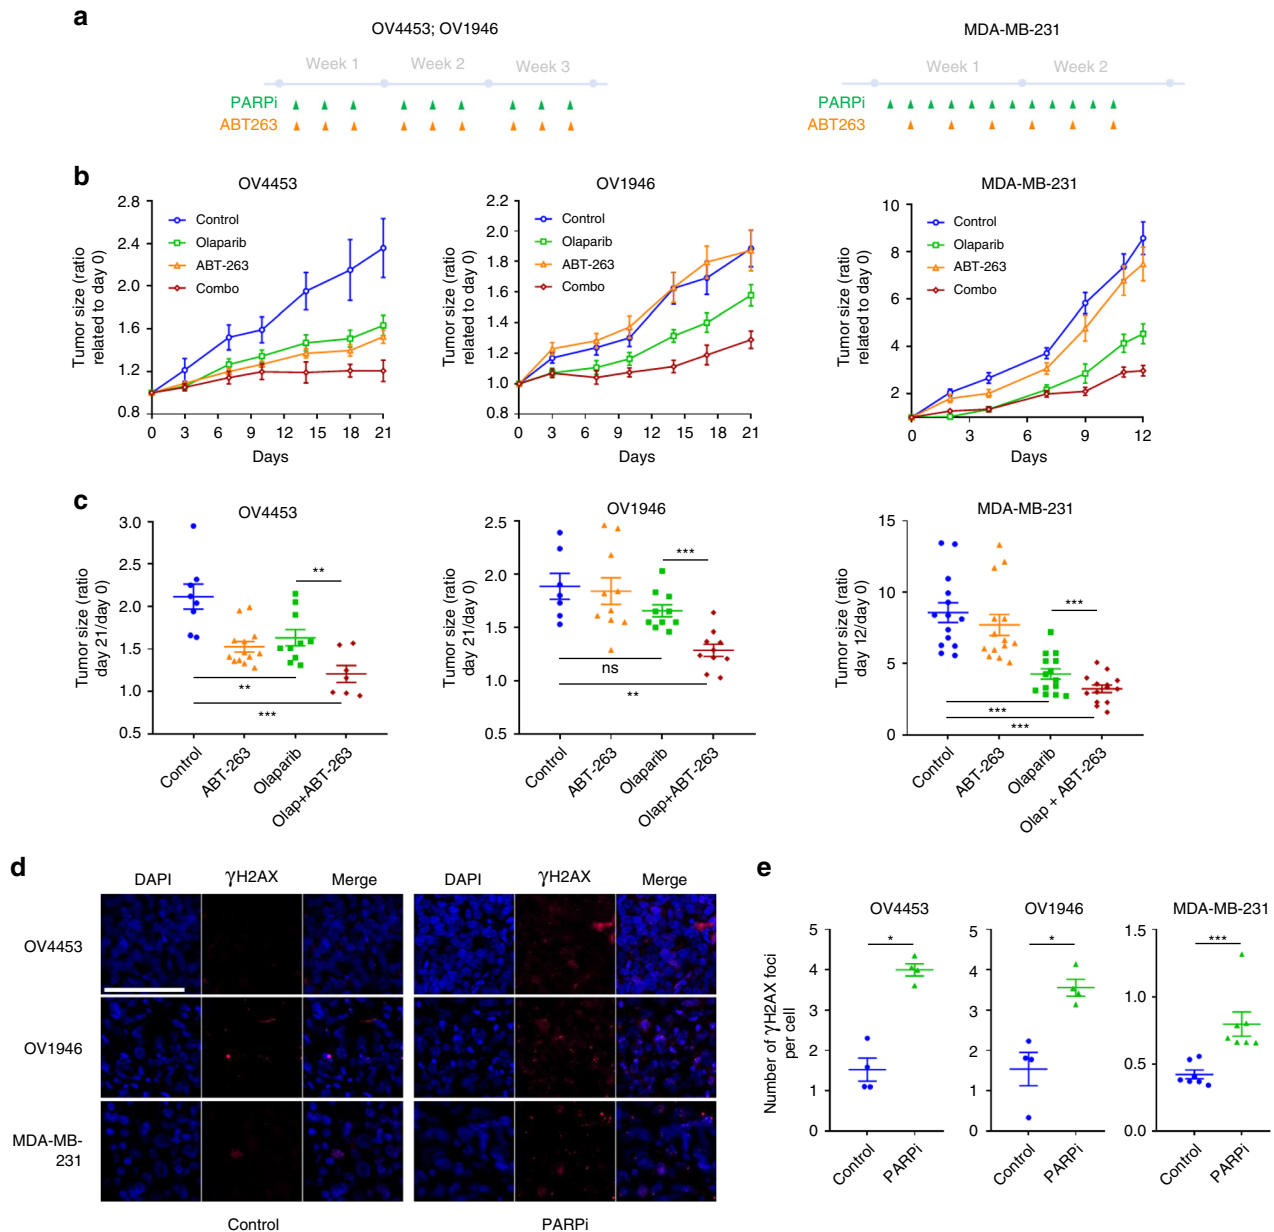 a
OV4453; OV1946
Week 1 Week 2 Week 3
PARPi
ABT263
MDA-MB-231
Week 1 Week 2
PARPi
ABT263
b
OV4453
Tumor size (ratio
related to day 0)
2.8
2.4
2.0
1.6
1.2
0.8
Control
Olaparib
ABT-263
Combo
0 3 6 9 12 15 18 21
Days
OV1946
Tumor size (ratio
related to day 0)
2.2
2.0
1.8
1.6
1.4
1.2
1.0
0.8
Control
Olaparib
ABT-263
Combo
0 3 6 9 12 15 18 21
Days
MDA-MB-231
Tumor size (ratio
related to day 0)
10
8
6
4
2
Control
Olaparib
ABT-263
Combo
0 3 6 9 12
Days
c
OV4453
Tumor size (ratio
day 21/day 0)
3.0
2.5
2.0
1.5
1.0
0.5
**
**
***
Control
ABT-263
Olaparib
Olap+ABT-263
OV1946
Tumor size (ratio
day 21/day 0)
2.5
2.0
1.5
1.0
0.5
***
ns
**
Control
ABT-263
Olaparib
Olap+ABT-263
MDA-MB-231
Tumor size (ratio
day 12/day 0)
15
10
5
0
***
***
***
Control
ABT-263
Olaparib
Olap + ABT-263
d
DAPI γH2AX Merge DAPI γH2AX Merge
OV4453
OV1946
MDA-MB-
231
Control PARPi
e
Number of γH2AX foci
per cell
OV4453
5
4
3
2
1
0
*
Control
PARPi
OV1946
5
4
3
2
1
0
*
Control
PARPi
MDA-MB-231
1.5
1.0
0.5
0.0
***
Control
PARPi